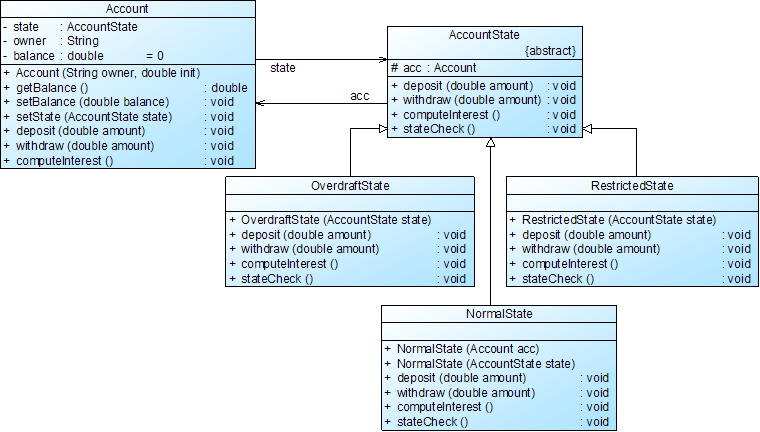 Account
- state : AccountState
- owner : String
- balance : double = 0
+ Account (String owner, double init)
+ getBalance () : double
+ setBalance (double balance) : void
+ setState (AccountState state) : void
+ deposit (double amount) : void
+ withdraw (double amount) : void
+ computeInterest () : void
state
acc
AccountState
{abstract}
# acc : Account
+ deposit (double amount) : void
+ withdraw (double amount) : void
+ computeInterest () : void
+ stateCheck () : void
OverdraftState
+ OverdraftState (AccountState state)
+ deposit (double amount) : void
+ withdraw (double amount) : void
+ computeInterest () : void
+ stateCheck () : void
RestrictedState
+ RestrictedState (AccountState state)
+ deposit (double amount) : void
+ withdraw (double amount) : void
+ computeInterest () : void
+ stateCheck () : void
NormalState
+ NormalState (Account acc)
+ NormalState (AccountState state)
+ deposit (double amount) : void
+ withdraw (double amount) : void
+ computeInterest () : void
+ stateCheck () : void